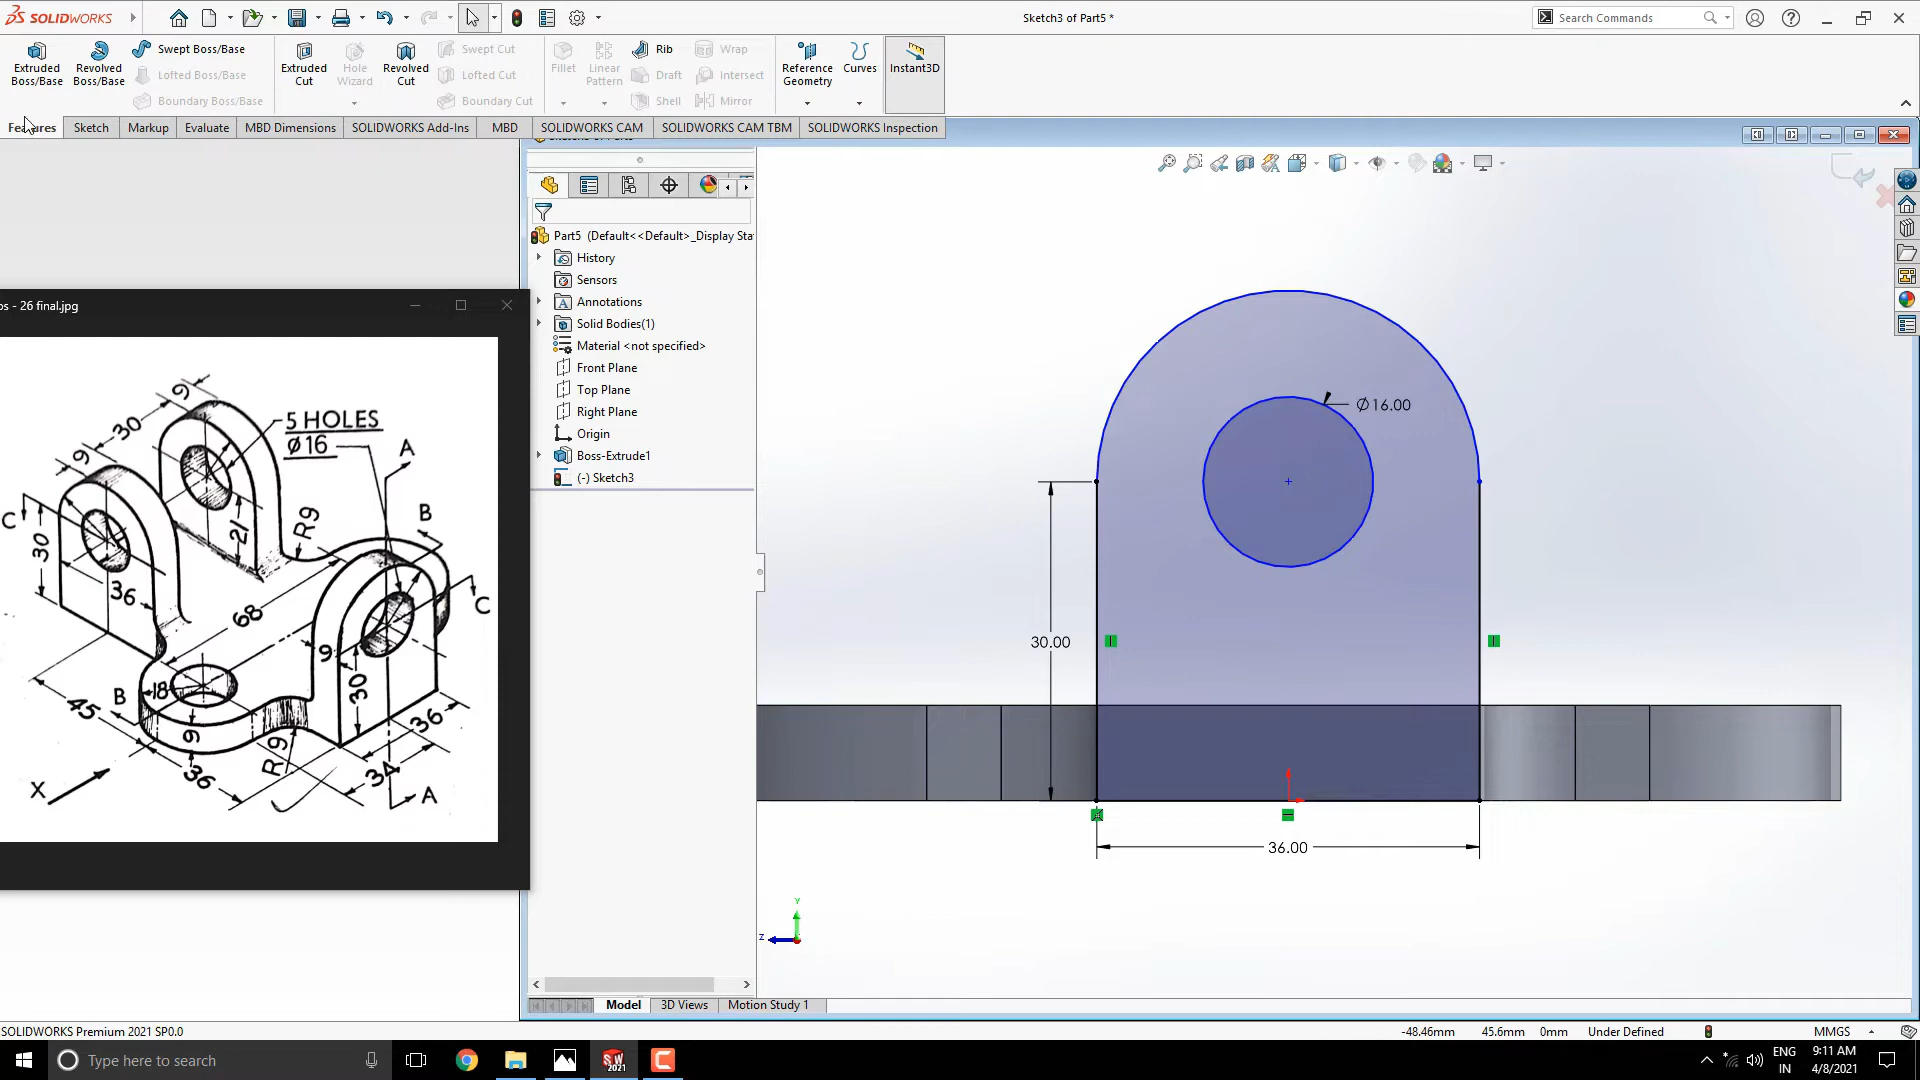 SOLIDWORKS
Sketch3 of Part5 *
Search Commands
Extruded Boss/Base
Revolved Boss/Base
Swept Boss/Base
Lofted Boss/Base
Boundary Boss/Base
Extruded Cut
Hole Wizard
Revolved Cut
Swept Cut
Lofted Cut
Boundary Cut
Fillet
Linear Pattern
Rib
Draft
Shell
Wrap
Intersect
Mirror
Reference Geometry
Curves
Instant3D
Features
Sketch
Markup
Evaluate
MBD Dimensions
SOLIDWORKS Add-Ins
MBD
SOLIDWORKS CAM
SOLIDWORKS CAM TBM
SOLIDWORKS Inspection
os - 26 final.jpg
9
30
9
5 HOLES
Ø16
A
C
30
21
R9
B
36
68
C
9
B
18
30
45
9
36
R9
36
34
X
A
Part5 (Default<<Default>_Display Sta
History
Sensors
Annotations
Solid Bodies(1)
Material <not specified>
Front Plane
Top Plane
Right Plane
Origin
Boss-Extrude1
(-) Sketch3
Ø16.00
30.00
36.00
Y
Z
Model
3D Views
Motion Study 1
SOLIDWORKS Premium 2021 SP0.0
-48.46mm
45.6mm
0mm
Under Defined
MMGS
Type here to search
SW
2021
ENG
IN
9:11 AM
4/8/2021